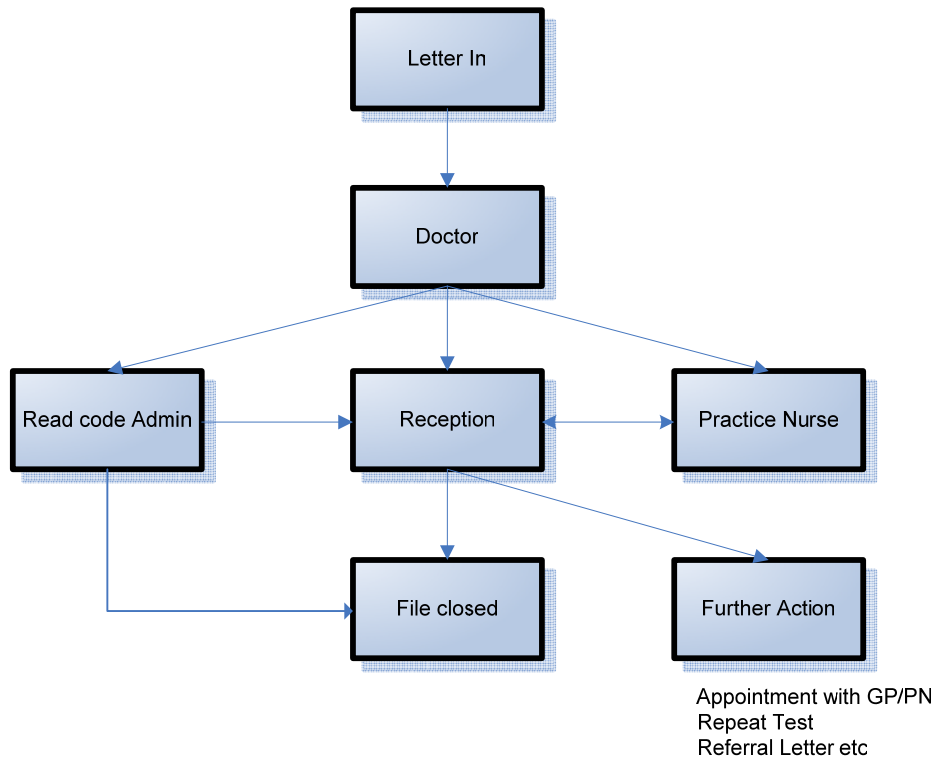 Letter In
Doctor
Read code Admin
Reception
Practice Nurse
File closed
Further Action
Appointment with GP/PN
Repeat Test
Referral Letter etc